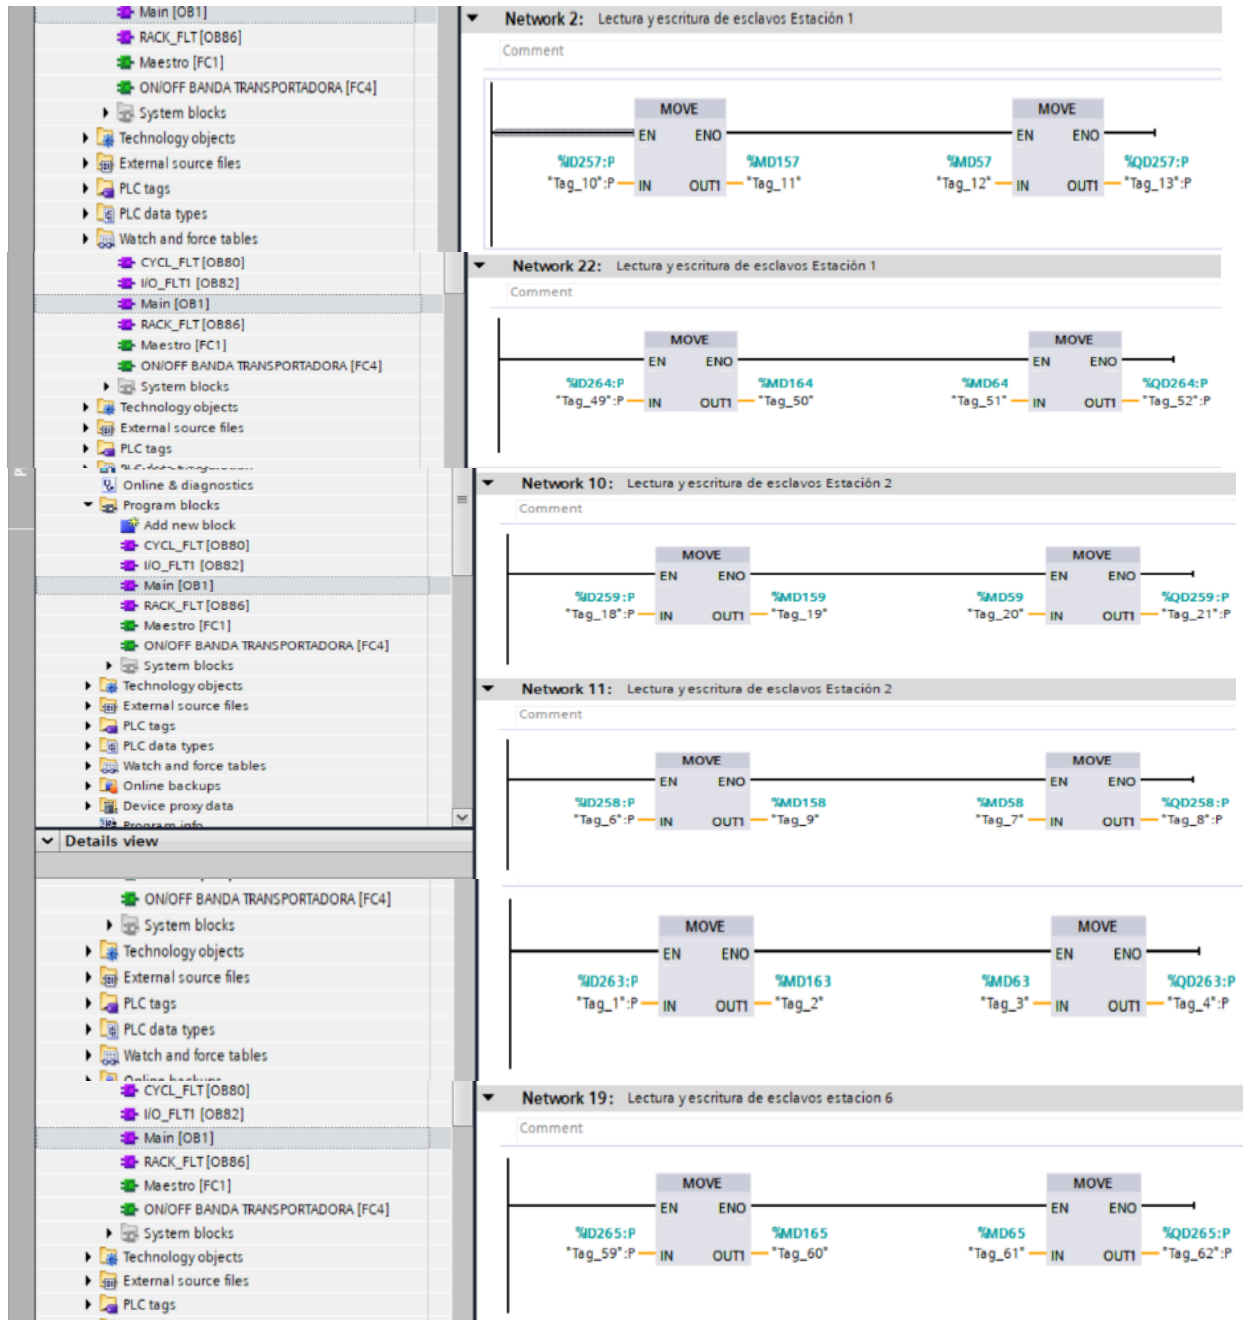 Main [OB1]
RACK_FLT [OB86]
Maestro [FC1]
ON/OFF BANDA TRANSPORTADORA [FC4]
System blocks
Technology objects
External source files
PLC tags
PLC data types
Watch and force tables
Network 2: Lectura y escritura de esclavos Estación 1
Comment
MOVE MOVE
EN ENO EN ENO
%ID257:P %MD157 %MD57 %QD257:P
"Tag_10":P IN OUT1 "Tag_11" "Tag_12" IN OUT1 "Tag_13":P
CYCL_FLT [OB80]
I/O_FLT1 [OB82]
Main [OB1]
RACK_FLT [OB86]
Maestro [FC1]
ON/OFF BANDA TRANSPORTADORA [FC4]
System blocks
Technology objects
External source files
PLC tags
Network 22: Lectura y escritura de esclavos Estación 1
Comment
MOVE MOVE
EN ENO EN ENO
%ID264:P %MD164 %MD64 %QD264:P
"Tag_49":P IN OUT1 "Tag_50" "Tag_51" IN OUT1 "Tag_52":P
Online & diagnostics
Program blocks
Add new block
CYCL_FLT [OB80]
I/O_FLT1 [OB82]
Main [OB1]
RACK_FLT [OB86]
Maestro [FC1]
ON/OFF BANDA TRANSPORTADORA [FC4]
System blocks
Technology objects
External source files
PLC tags
PLC data types
Watch and force tables
Online backups
Device proxy data
Program info
Details view
Network 10: Lectura y escritura de esclavos Estación 2
Comment
MOVE MOVE
EN ENO EN ENO
%ID259:P %MD159 %MD59 %QD259:P
"Tag_18":P IN OUT1 "Tag_19" "Tag_20" IN OUT1 "Tag_21":P
Network 11: Lectura y escritura de esclavos Estación 2
Comment
MOVE MOVE
EN ENO EN ENO
%ID258:P %MD158 %MD58 %QD258:P
"Tag_6":P IN OUT1 "Tag_9" "Tag_7" IN OUT1 "Tag_8":P
ON/OFF BANDA TRANSPORTADORA [FC4]
System blocks
Technology objects
External source files
PLC tags
PLC data types
Watch and force tables
Online backups
MOVE MOVE
EN ENO EN ENO
%ID263:P %MD163 %MD63 %QD263:P
"Tag_1":P IN OUT1 "Tag_2" "Tag_3" IN OUT1 "Tag_4":P
CYCL_FLT [OB80]
I/O_FLT1 [OB82]
Main [OB1]
RACK_FLT [OB86]
Maestro [FC1]
ON/OFF BANDA TRANSPORTADORA [FC4]
System blocks
Technology objects
External source files
PLC tags
Network 19: Lectura y escritura de esclavos estacion 6
Comment
MOVE MOVE
EN ENO EN ENO
%ID265:P %MD165 %MD65 %QD265:P
"Tag_59":P IN OUT1 "Tag_60" "Tag_61" IN OUT1 "Tag_62":P